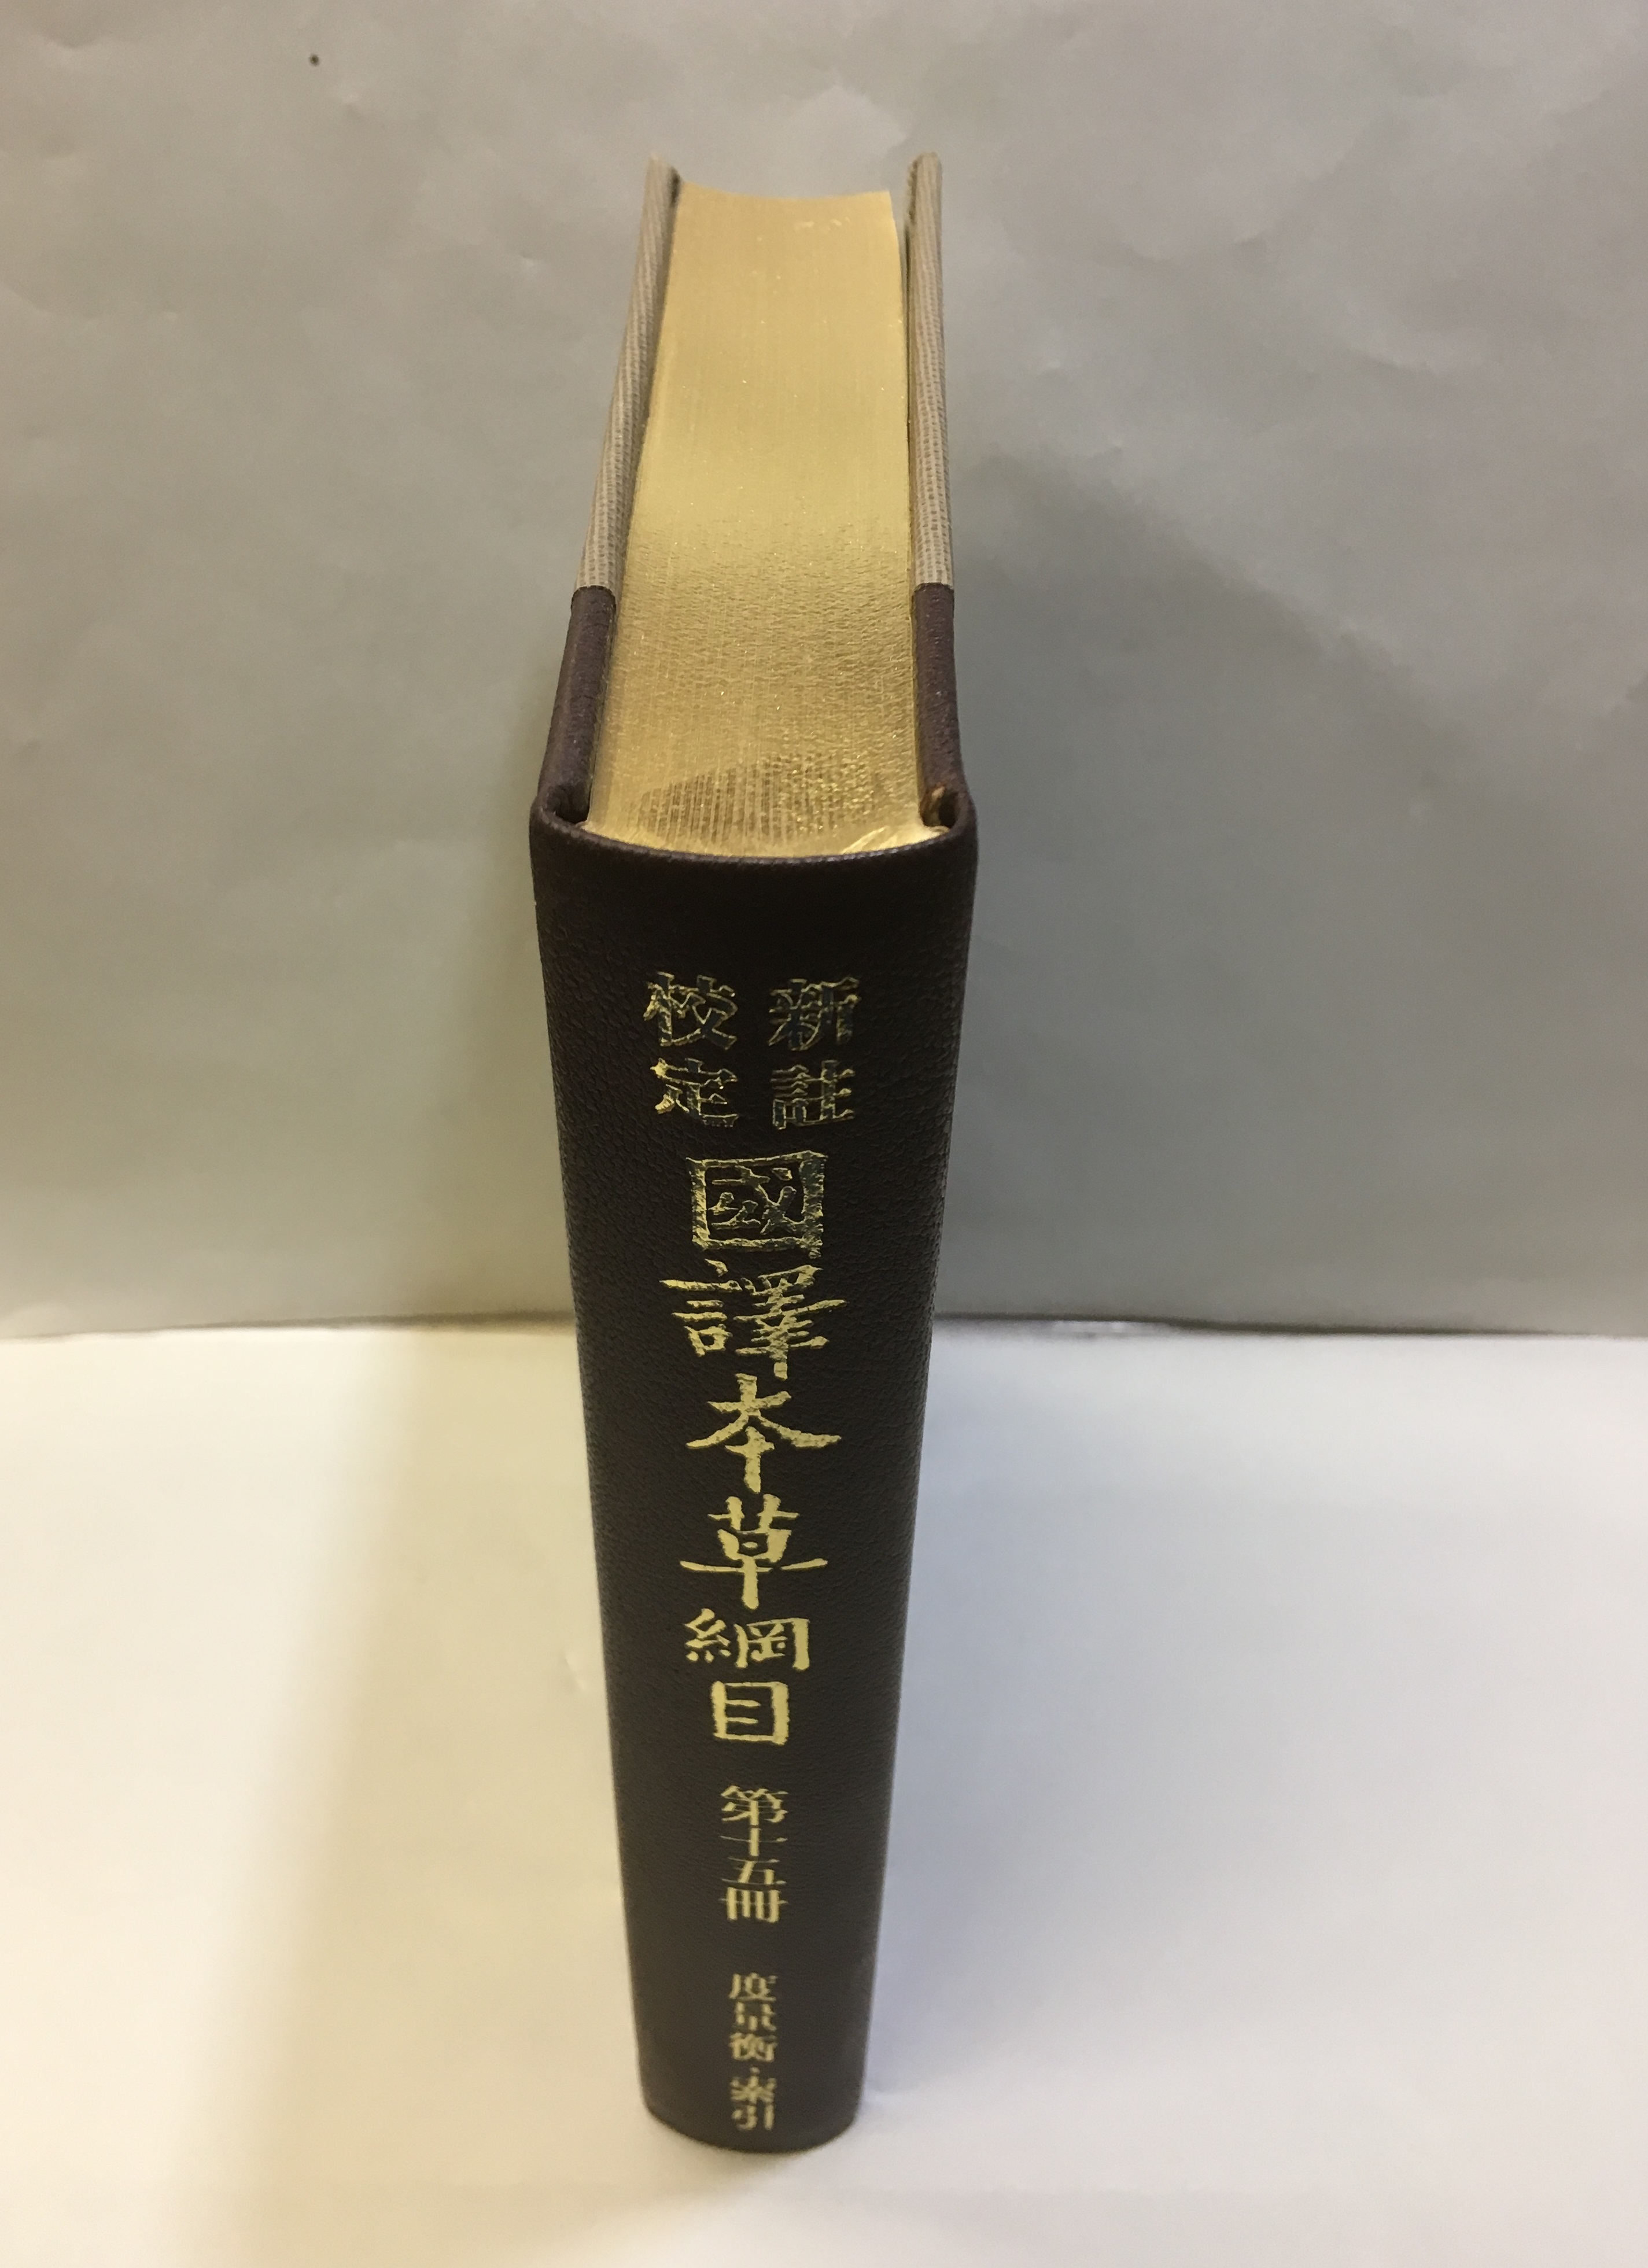 新註
校定
國譯本草綱目
第十五冊
度量衡・索引